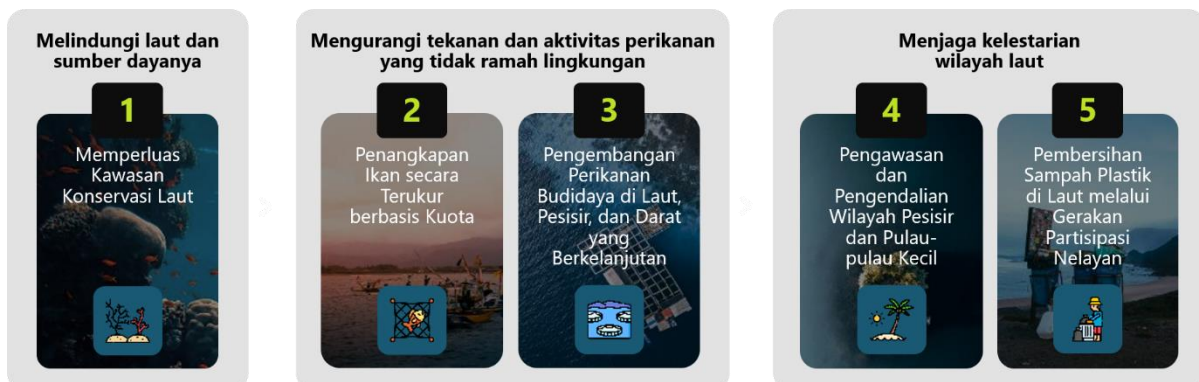 Melindungi laut dan
sumber dayanya
1
Memperluas
Kawasan
Konservasi Laut
Mengurangi tekanan dan aktivitas perikanan
yang tidak ramah lingkungan
2
Penangkapan
Ikan secara
Terukur
berbasis Kuota
3
Pengembangan
Perikanan
Budidaya di Laut,
Pesisir, dan Darat
yang
Berkelanjutan
Menjaga kelestarian
wilayah laut
4
Pengawasan
dan
Pengendalian
Wilayah Pesisir
dan Pulau-
pulau Kecil
5
Pembersihan
Sampah Plastik
di Laut melalui
Gerakan
Partisipasi
Nelayan